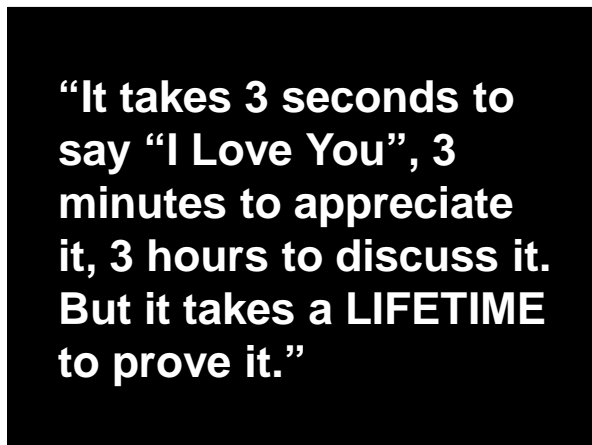 “It takes 3 seconds to
say “I Love You”, 3
minutes to appreciate
it, 3 hours to discuss it.
But it takes a LIFETIME
to prove it.”